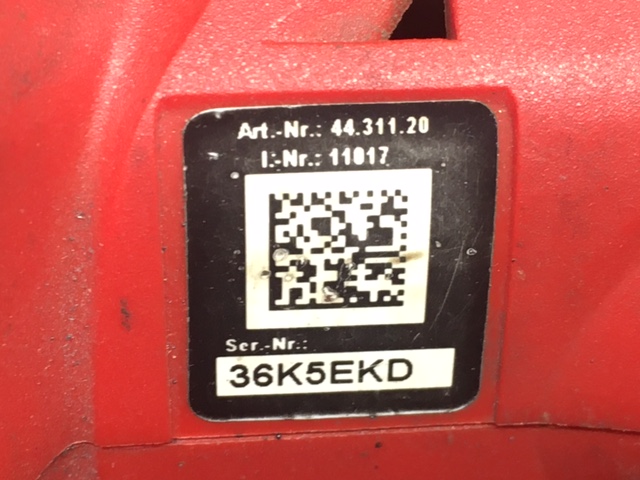 Art.-Nr.: 44.311.20
I.-Nr.: 11017
Ser.-Nr.:
36K5EKD